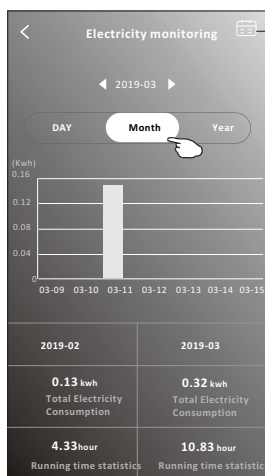 Electricity monitoring
2019-03
DAY Month Year
(Kwh)
0.16
0.12
0.08
0.04
0
03-09 03-10 03-11 03-12 03-13 03-14 03-15
2019-02 2019-03
0.13 kwh 0.32 kwh
Total Electricity Total Electricity
Consumption Consumption
4.33hour 10.83 hour
Running time statistics Running time statistic